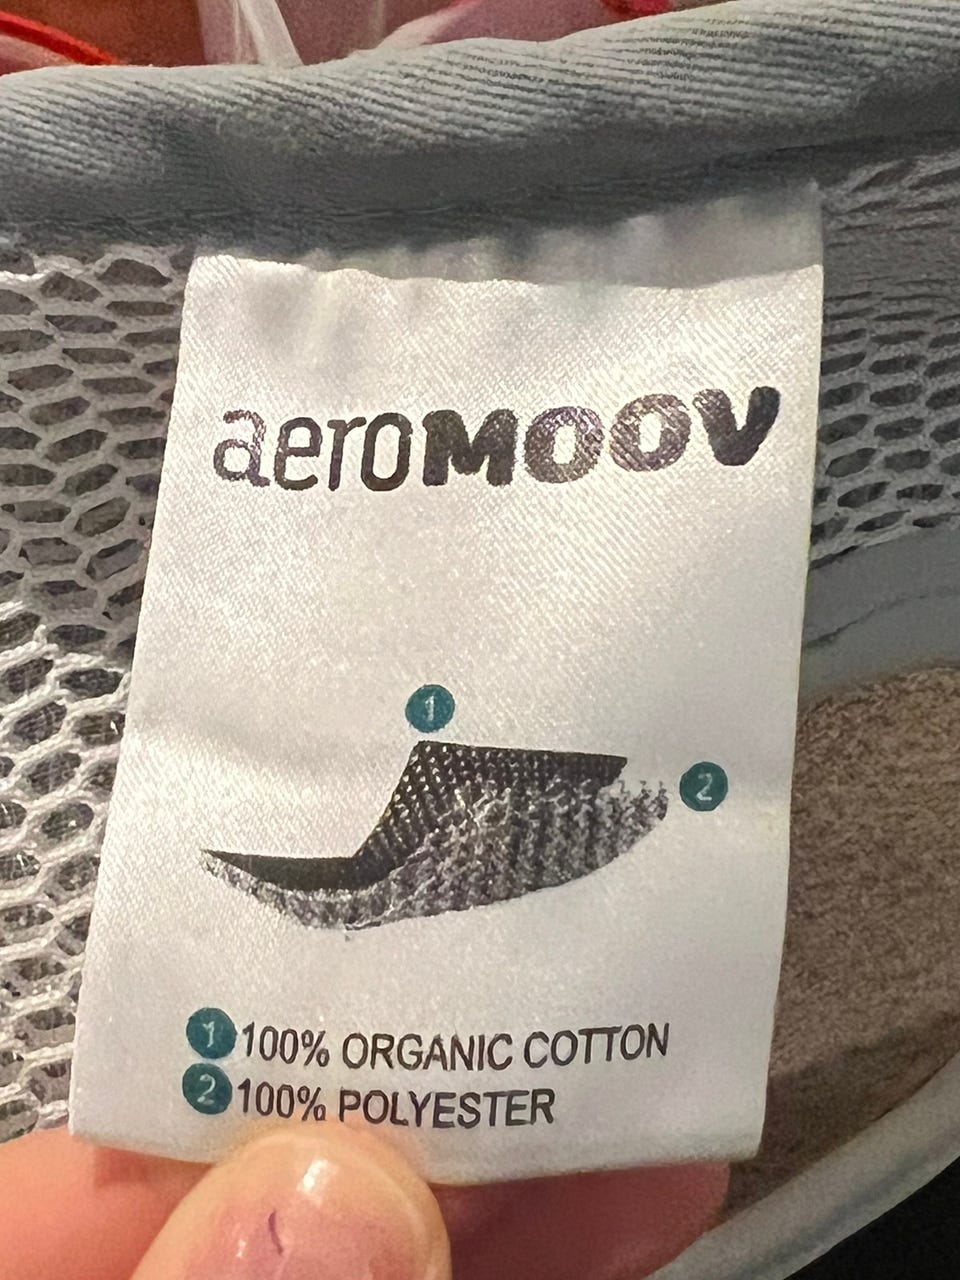 aeroMOOV
1
2
1 100% ORGANIC COTTON
2 100% POLYESTER